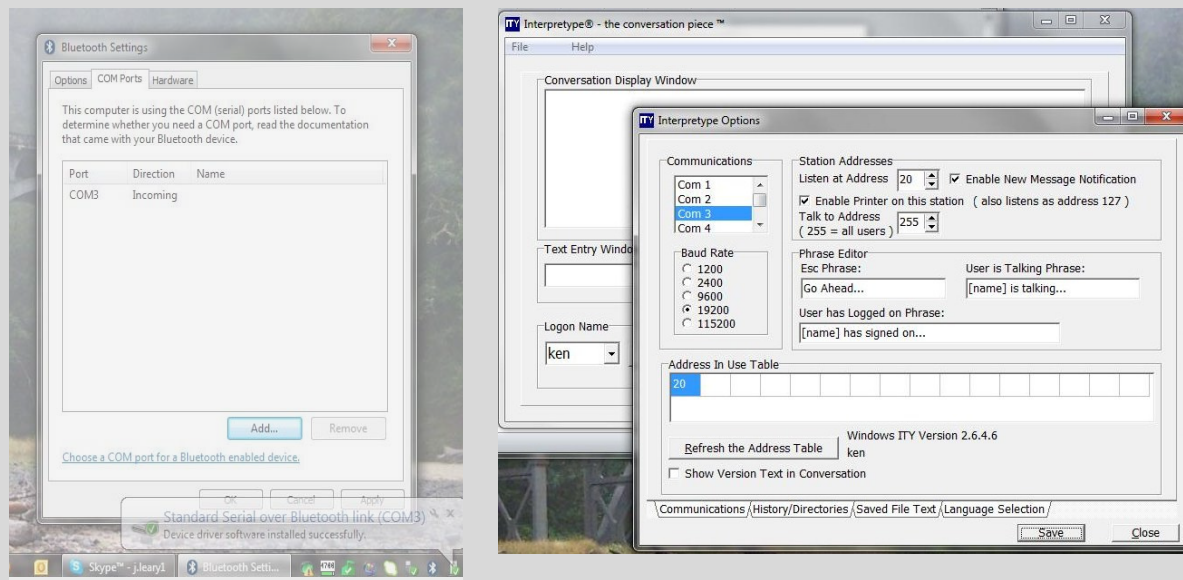 Bluetooth Settings
Options COM Ports Hardware
This computer is using the COM (serial) ports listed below. To
determine whether you need a COM port, read the documentation
that came with your Bluetooth device.
Port Direction Name
COM3 Incoming
Add... Remove
Choose a COM port for a Bluetooth enabled device.
OK Cancel Apply
Standard Serial over Bluetooth link (COM3)
Device driver software installed successfully.
Skype™ - j.leary1 Bluetooth Setti...
ITY Interpretype® - the conversation piece ™
File Help
Conversation Display Window
Text Entry Windo
Logon Name
ken
ITY Interpretype Options
Communications
Com 1
Com 2
Com 3
Com 4
Baud Rate
1200
2400
9600
19200
115200
Station Addresses
Listen at Address 20 Enable New Message Notification
Enable Printer on this station ( also listens as address 127 )
Talk to Address
( 255 = all users ) 255
Phrase Editor
Esc Phrase: User is Talking Phrase:
Go Ahead... [name] is talking...
User has Logged on Phrase:
[name] has signed on...
Address In Use Table
20
Refresh the Address Table
Windows ITY Version 2.6.4.6
ken
Show Version Text in Conversation
Communications History/Directories Saved File Text Language Selection
Save Close